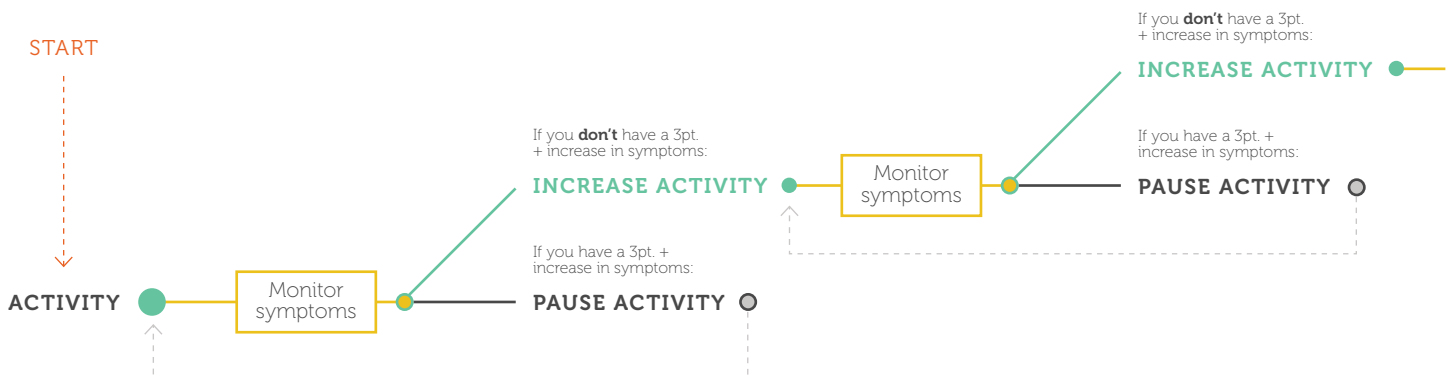 START
ACTIVITY
Monitor
symptoms
If you don't have a 3pt.
+ increase in symptoms:
INCREASE ACTIVITY
If you have a 3pt. +
increase in symptoms:
PAUSE ACTIVITY
Monitor
symptoms
If you don't have a 3pt.
+ increase in symptoms:
INCREASE ACTIVITY
If you have a 3pt. +
increase in symptoms:
PAUSE ACTIVITY